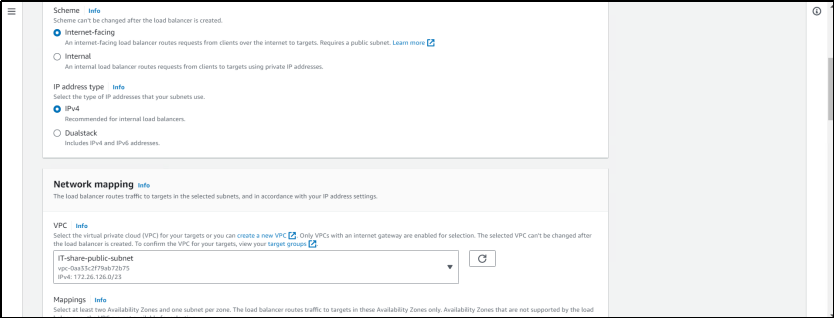 Scheme Info
Scheme can't be changed after the load balancer is created.
Internet-facing
An internet-facing load balancer routes requests from clients over the internet to targets. Requires a public subnet. Learn more
Internal
An internal load balancer routes requests from clients to targets using private IP addresses.
IP address type Info
Select the type of IP addresses that your subnets use.
IPv4
Recommended for internal load balancers.
Dualstack
Includes IPv4 and IPv6 addresses.
Network mapping Info
The load balancer routes traffic to targets in the selected subnets, and in accordance with your IP address settings.
VPC Info
Select the virtual private cloud (VPC) for your targets or you can create a new VPC. Only VPCs with an internet gateway are enabled for selection. The selected VPC can't be changed after
the load balancer is created. To confirm the VPC for your targets, view your target groups.
IT-share-public-subnet
vpc-0aa33c2f79ab72b75
IPv4: 172.26.126.0/23
Mappings Info
Select at least two Availability Zones and one subnet per zone. The load balancer routes traffic to targets in these Availability Zones only. Availability Zones that are not supported by the load